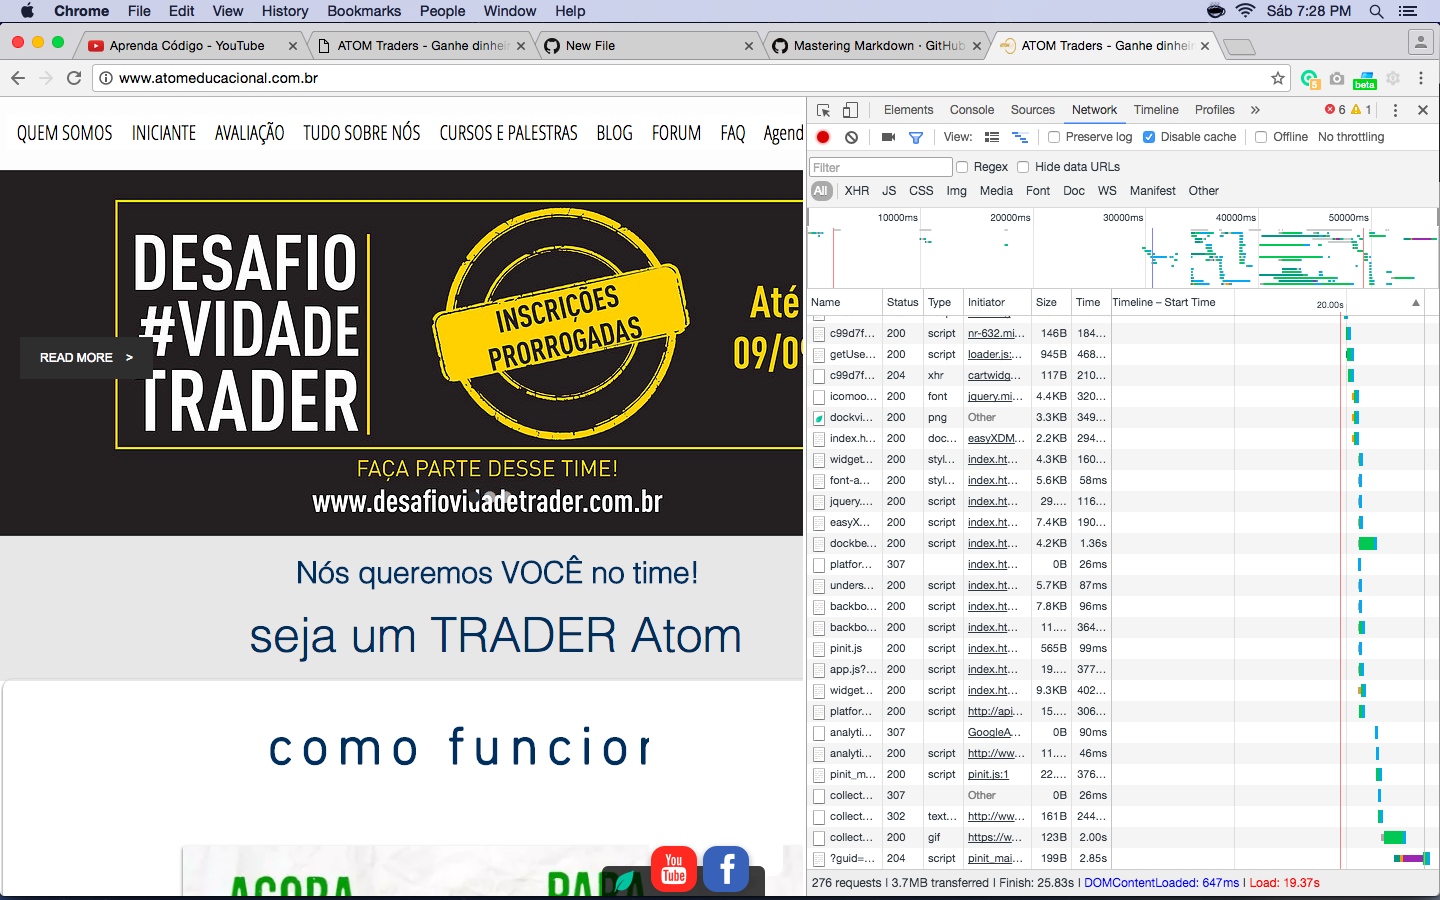 Chrome File Edit View History Bookmarks People Window Help Sáb 7:28 PM
Aprenda Código - YouTube
ATOM Traders - Ganhe dinheir
New File
Mastering Markdown · GitHub
ATOM Traders - Ganhe dinheir
www.atomeducacional.com.br
beta
QUEM SOMOS INICIANTE AVALIAÇÃO TUDO SOBRE NÓS CURSOS E PALESTRAS BLOG FORUM FAQ Agend
DESAFIO
#VIDADE
TRADER
READ MORE >
INSCRIÇÕES
PRORROGADAS
Até
09/09
FAÇA PARTE DESSE TIME!
www.desafiovidadetrader.com.br
Nós queremos VOCÊ no time!
seja um TRADER Atom
como funcior
AGORA PARA
You
Tube
f
Elements Console Sources Network Timeline Profiles » 6 1
View: Preserve log Disable cache Offline No throttling
Filter Regex Hide data URLs
All XHR JS CSS Img Media Font Doc WS Manifest Other
10000ms 20000ms 30000ms 40000ms 50000ms
Name Status Type Initiator Size Time Timeline – Start Time 20.00s
c99d7f... 200 script nr-632.mi... 146B 184...
getUse... 200 script loader.js:... 945B 468...
c99d7f... 204 xhr cartwidg... 117B 210...
icomoo... 200 font jquery.mi... 4.4KB 320...
dockvi... 200 png Other 3.3KB 349...
index.h... 200 doc... easyXDM... 2.2KB 294...
widget... 200 styl... index.ht... 4.3KB 160...
font-a... 200 styl... index.ht... 5.6KB 58ms
jquery.... 200 script index.ht... 29.... 116...
easyX... 200 script index.ht... 7.4KB 190...
dockbe... 200 script index.ht... 4.2KB 1.36s
platfor... 307 index.ht... 0B 26ms
unders... 200 script index.ht... 5.7KB 87ms
backbo... 200 script index.ht... 7.8KB 96ms
backbo... 200 script index.ht... 11.... 364...
pinit.js 200 script index.ht... 565B 99ms
app.js?... 200 script index.ht... 19.... 377...
widget... 200 script index.ht... 9.3KB 402...
platfor... 200 script http://api... 15.... 306...
analyti... 307 GoogleA... 0B 90ms
analyti... 200 script http://ww... 11.... 46ms
pinit_m... 200 script pinit.js:1 22.... 376...
collect... 307 Other 0B 26ms
collect... 302 text... http://ww... 161B 244...
collect... 200 gif https://w... 123B 2.00s
?guid=... 204 script pinit_mai... 199B 2.85s
276 requests | 3.7MB transferred | Finish: 25.83s | DOMContentLoaded: 647ms | Load: 19.37s